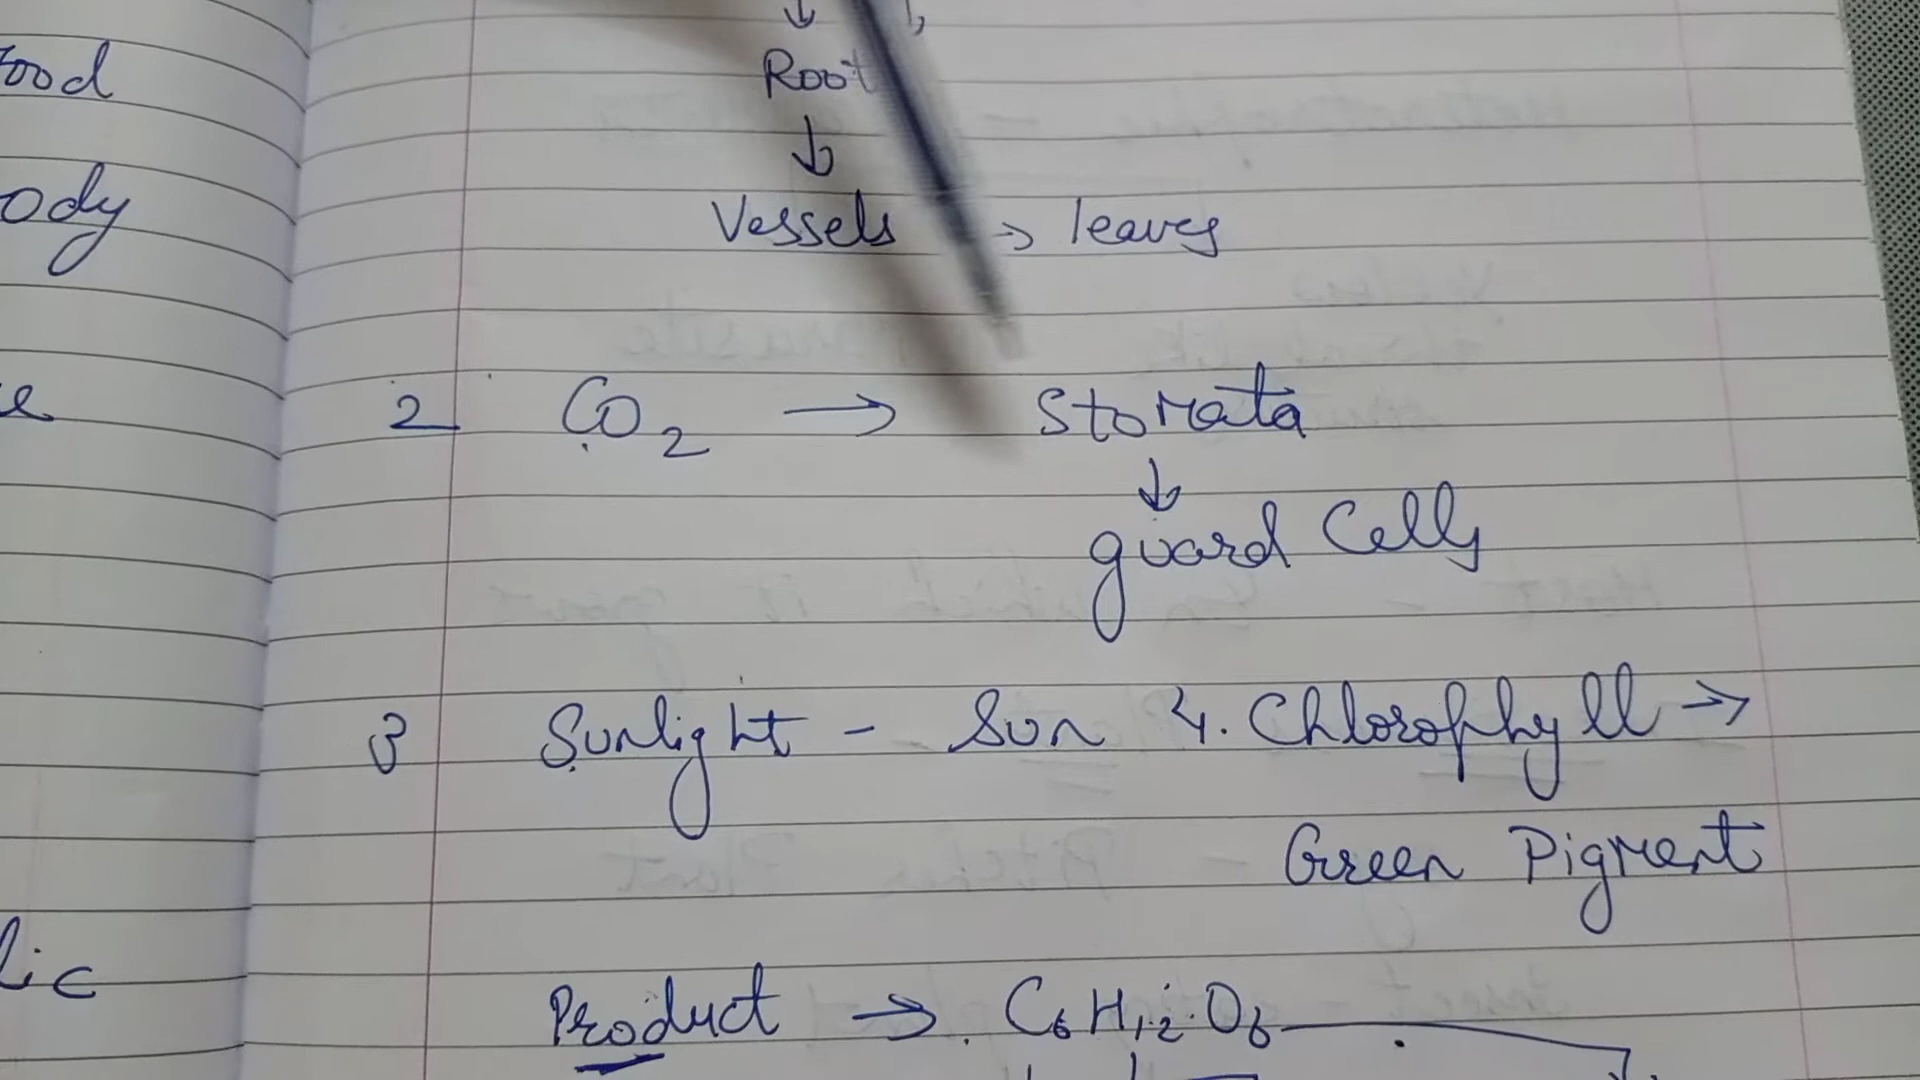 ood
ody
e
lic
↓
Root
↓
Vessels → leaves
2 CO2 → Stomata
↓
guard Cells
3 Sunlight - Sun 4. Chlorophyll →
Green Pigment
Product → C6H12O6